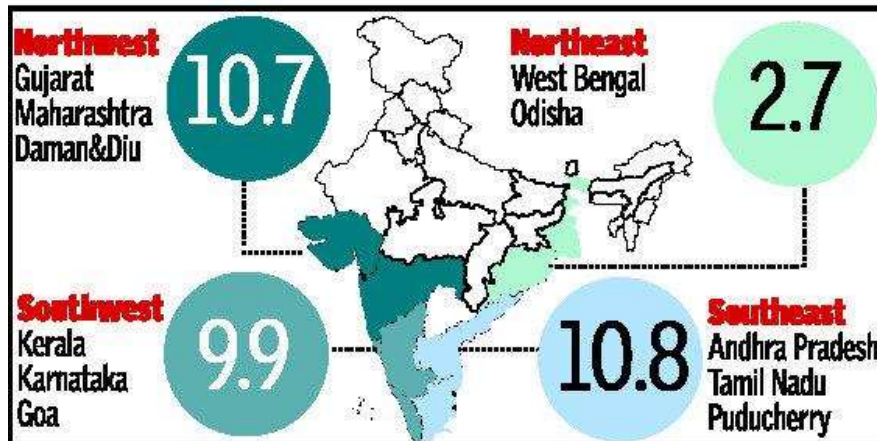 Northwest
Gujarat
Maharashtra
Daman&Diu
10.7
Northeast
West Bengal
Odisha
2.7
Southwest
Kerala
Karnataka
Goa
9.9
10.8
Southeast
Andhra Pradesh
Tamil Nadu
Puducherry